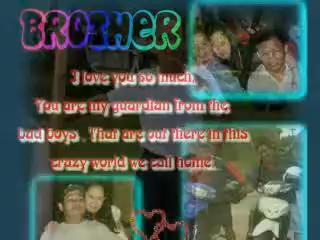 BROTHER
I love you so much,
You are my guardian from the
bad boys . That are out there in this
crazy world we call home.